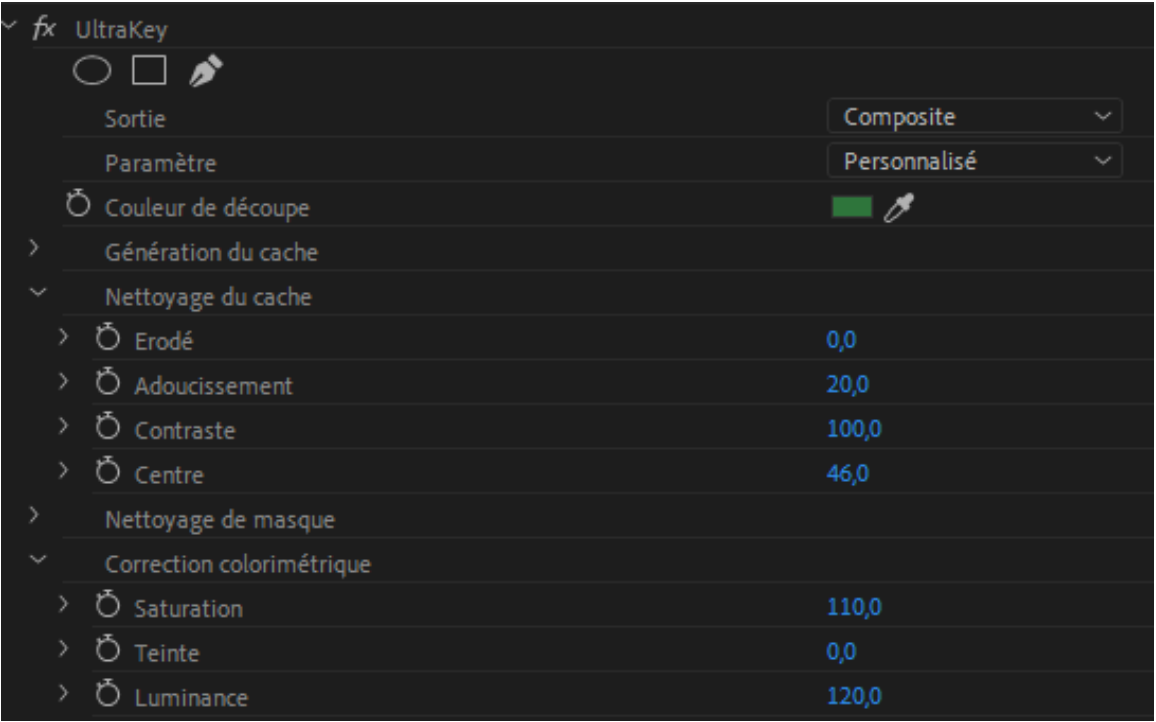 fx UltraKey
Sortie Composite
Paramètre Personnalisé
Couleur de découpe
Génération du cache
Nettoyage du cache
Erodé 0,0
Adoucissement 20,0
Contraste 100,0
Centre 46,0
Nettoyage de masque
Correction colorimétrique
Saturation 110,0
Teinte 0,0
Luminance 120,0